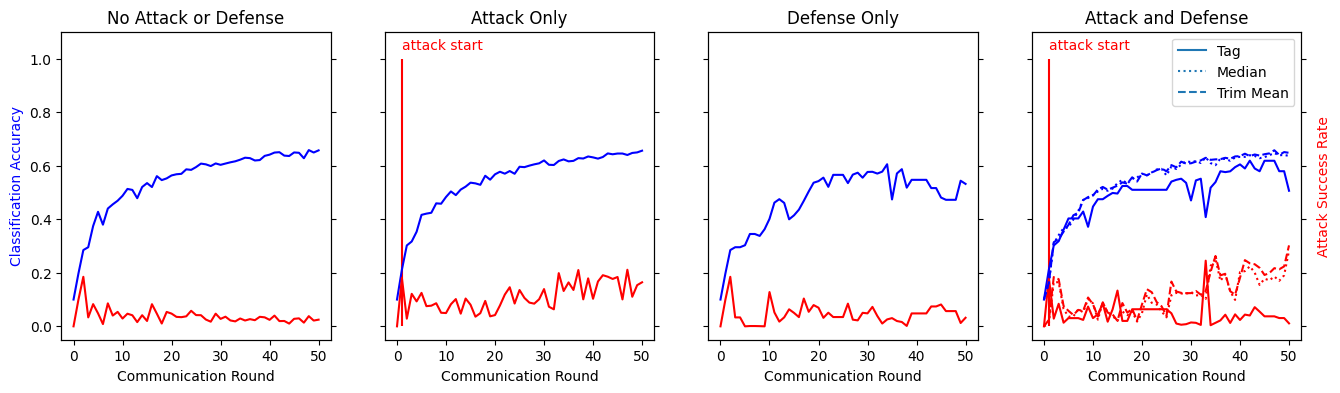 No Attack or Defense
Attack Only
Defense Only
Attack and Defense
Classification Accuracy
1.0
0.8
0.6
0.4
0.2
0.0
attack start
attack start
Tag
Median
Trim Mean
Attack Success Rate
0 10 20 30 40 50
0 10 20 30 40 50
0 10 20 30 40 50
0 10 20 30 40 50
Communication Round
Communication Round
Communication Round
Communication Round